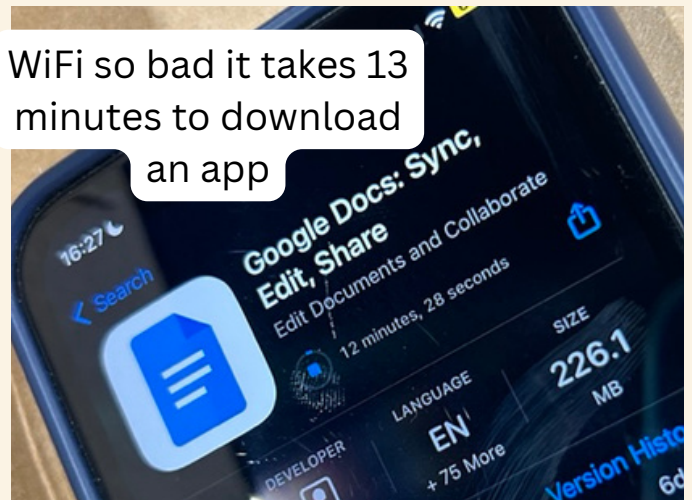 WiFi so bad it takes 13
minutes to download
an app
16:27
Search
Google Docs: Sync,
Edit, Share
Edit Documents and Collaborate
12 minutes, 28 seconds
DEVELOPER
LANGUAGE
EN
+ 75 More
SIZE
226.1
MB
Version Histo
6d